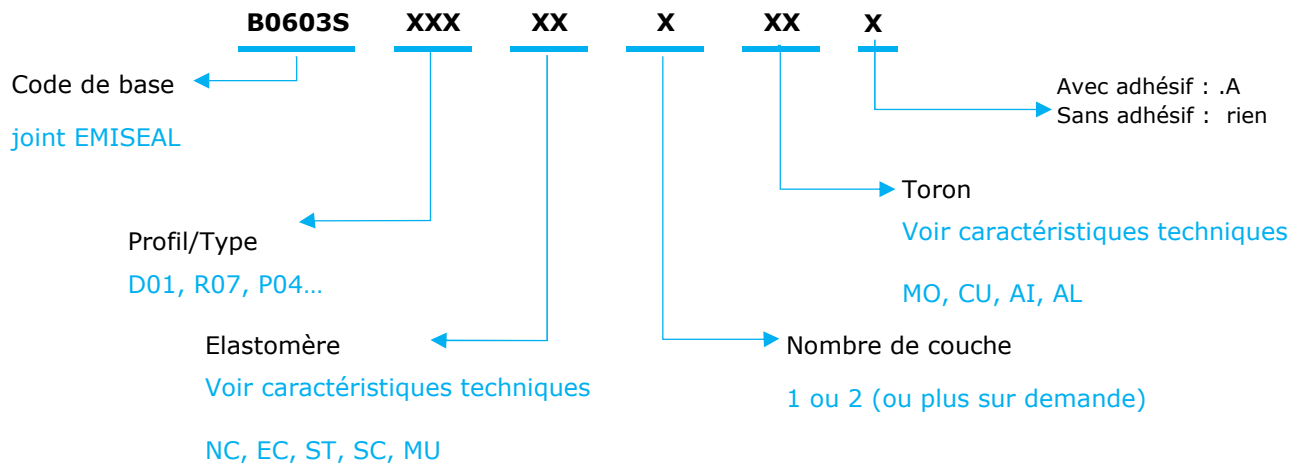 B0603S XXX XX X XX X
Code de base
joint EMISEAL
Avec adhésif : .A
Sans adhésif : rien
Toron
Voir caractéristiques techniques
MO, CU, AI, AL
Profil/Type
D01, R07, P04…
Elastomère
Voir caractéristiques techniques
NC, EC, ST, SC, MU
Nombre de couche
1 ou 2 (ou plus sur demande)